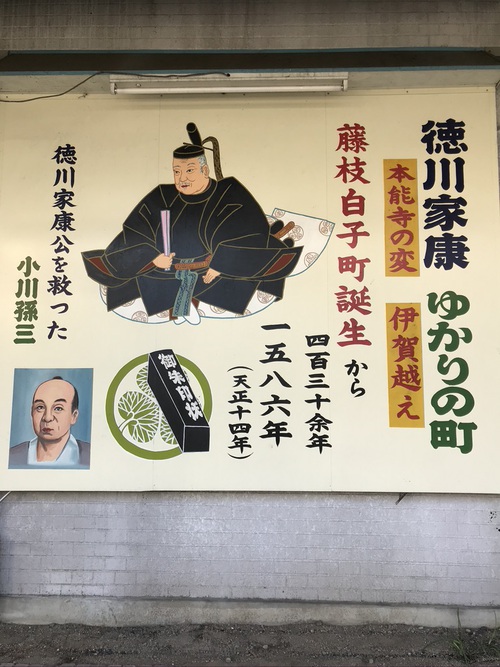 徳川家康 ゆかりの町
本能寺の変 伊賀越え
藤枝白子町誕生から
四百三十余年
一五八六年
(天正十四年)
御朱印状
徳川家康公を救った
小川孫三